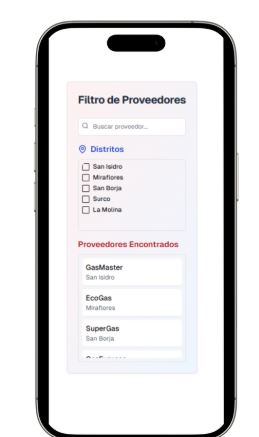 Filtro de Proveedores
Buscar proveedor...
Distritos
San Isidro
Miraflores
San Borja
Surco
La Molina
Proveedores Encontrados
GasMaster
San Isidro
EcoGas
Miraflores
SuperGas
San Borja